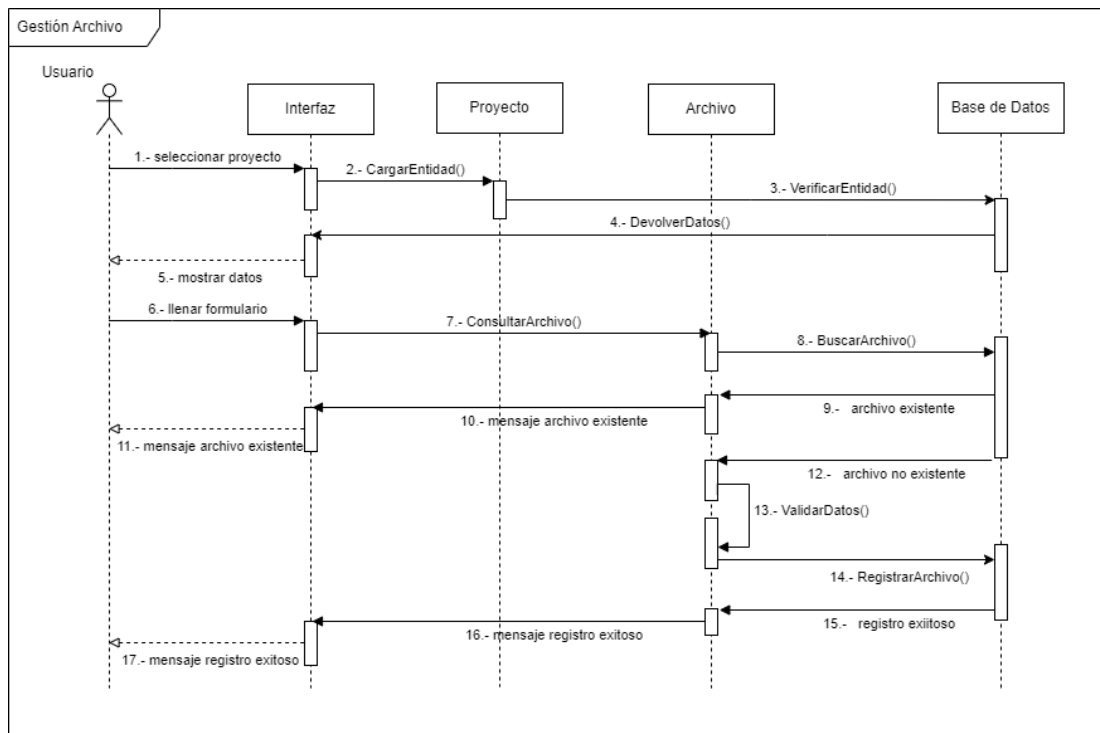 Gestión Archivo
Usuario
Interfaz
Proyecto
Archivo
Base de Datos
1.- seleccionar proyecto
2.- CargarEntidad()
3.- VerificarEntidad()
4.- DevolverDatos()
5.- mostrar datos
6.- llenar formulario
7.- ConsultarArchivo()
8.- BuscarArchivo()
9.- archivo existente
10.- mensaje archivo existente
11.- mensaje archivo existente
12.- archivo no existente
13.- ValidarDatos()
14.- RegistrarArchivo()
15.- registro exiitoso
16.- mensaje registro exitoso
17.- mensaje registro exitoso